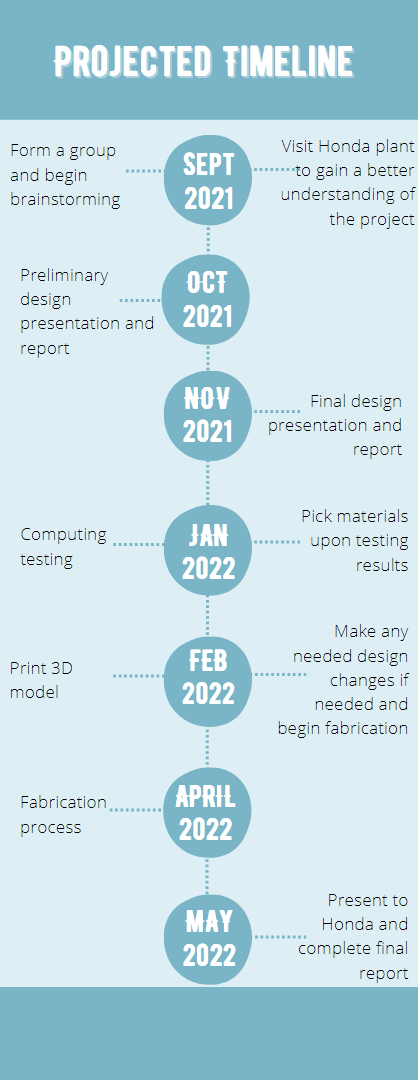 Projected Timeline
Form a group
and begin
brainstorming
SEPT
2021
Visit Honda plant
to gain a better
understanding of
the project
Preliminary
design
presentation and
report
OCT
2021
NOV
2021
Final design
presentation and
report
Computing
testing
JAN
2022
Pick materials
upon testing
results
Print 3D
model
FEB
2022
Make any
needed design
changes if
needed and
begin fabrication
Fabrication
process
APRIL
2022
MAY
2022
Present to
Honda and
complete final
report